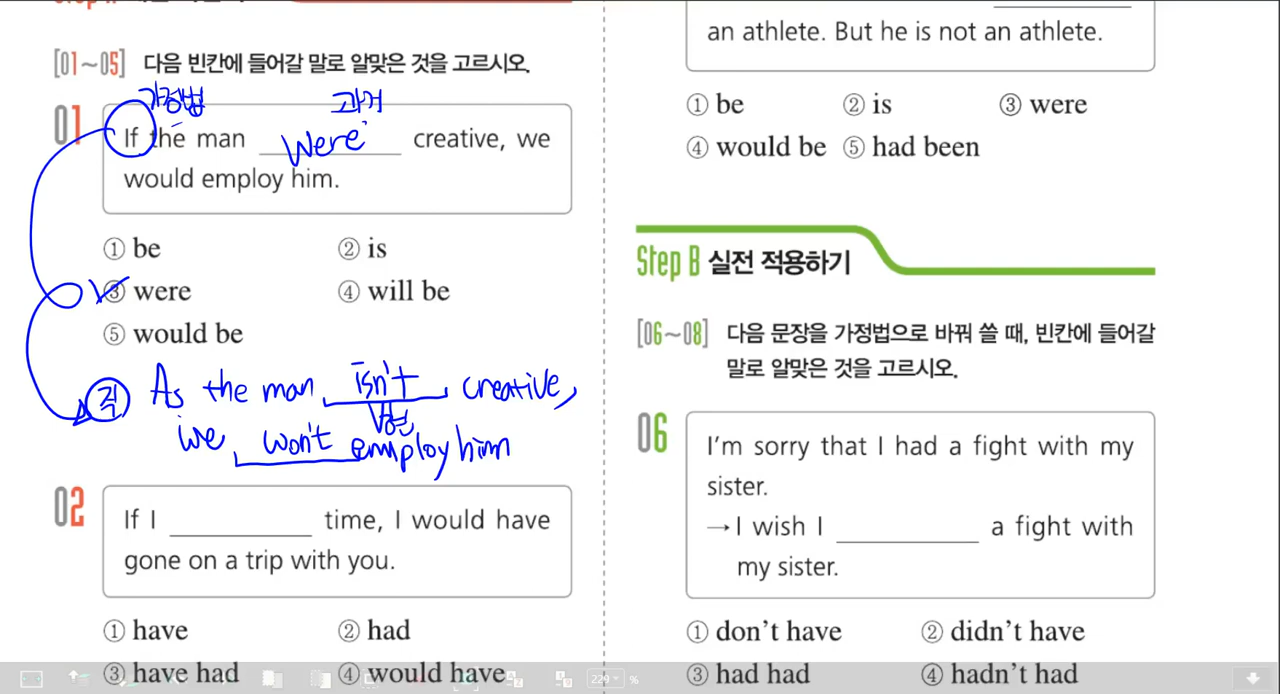 [01~05] 다음 빈칸에 들어갈 말로 알맞은 것을 고르시오.
가정법 과거
01 If the man were creative, we
would employ him.
① be ② is
③ were ④ will be
⑤ would be
직 As the man isn't creative,
we won't employ him
02 If I ____ time, I would have
gone on a trip with you.
① have ② had
③ have had ④ would have
an athlete. But he is not an athlete.
① be ② is ③ were
④ would be ⑤ had been
Step B 실전 적용하기
[06~08] 다음 문장을 가정법으로 바꿔 쓸 때, 빈칸에 들어갈
말로 알맞은 것을 고르시오.
06 I'm sorry that I had a fight with my
sister.
→ I wish I ____ a fight with
my sister.
① don't have ② didn't have
③ had had ④ hadn't had
229 %